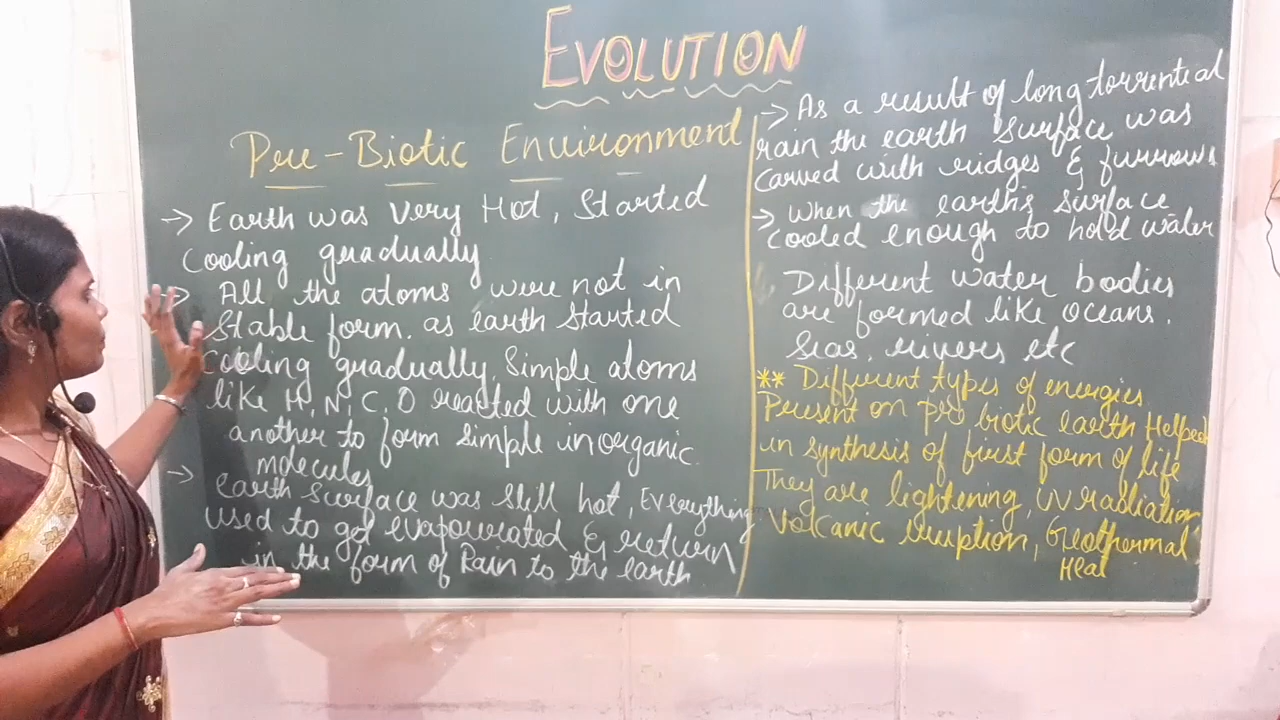 EVOLUTION
Pre-Biotic Environment
→ Earth was Very Hot, Started
Cooling gradually
→ All the atoms were not in
Stable form. as earth Started
Cooling gradually, Simple atoms
like H, N, C, O reacted with one
another to form simple inorganic
molecules
→ earth surface was still hot, Everything
used to get evapourated & return
in the form of Rain to the earth
→ As a result of long torrential
rain the earth surface was
carved with ridges & furrows
→ when the earth's surface
cooled enough to hold water
Different water bodies
are formed like oceans.
Seas, rivers etc
** Different types of energies
Present on pre biotic earth Helped
in synthesis of first form of life
They are lightening, UV radiation
Volcanic erruption, Geothermal
Heat